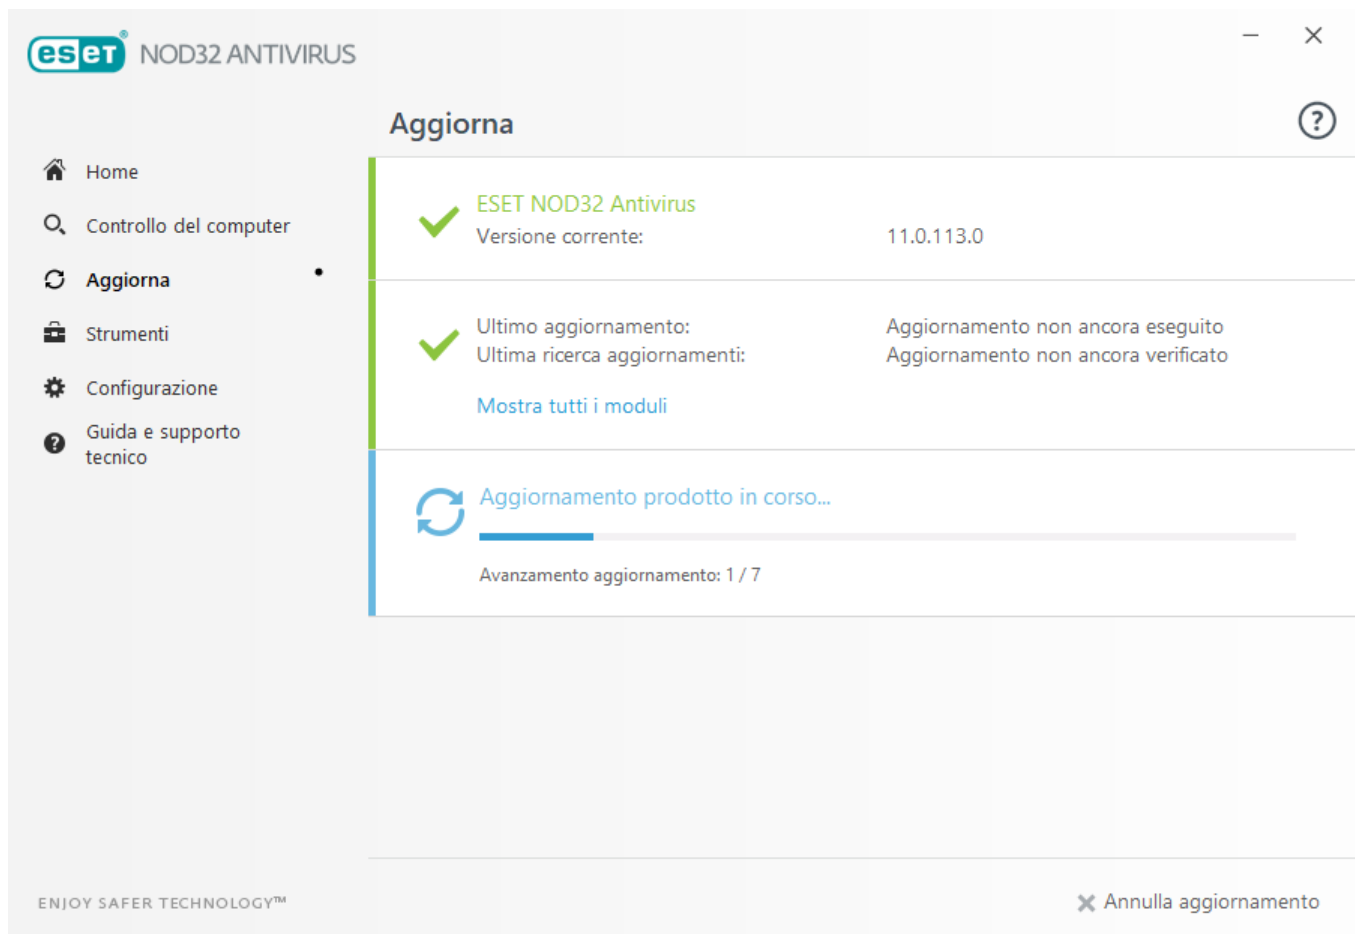 eset® NOD32 ANTIVIRUS
Aggiorna
?
Home
Controllo del computer
Aggiorna
Strumenti
Configurazione
? Guida e supporto
tecnico
ESET NOD32 Antivirus
Versione corrente: 11.0.113.0
Ultimo aggiornamento: Aggiornamento non ancora eseguito
Ultima ricerca aggiornamenti: Aggiornamento non ancora verificato
Mostra tutti i moduli
Aggiornamento prodotto in corso...
Avanzamento aggiornamento: 1 / 7
ENJOY SAFER TECHNOLOGY™
Annulla aggiornamento